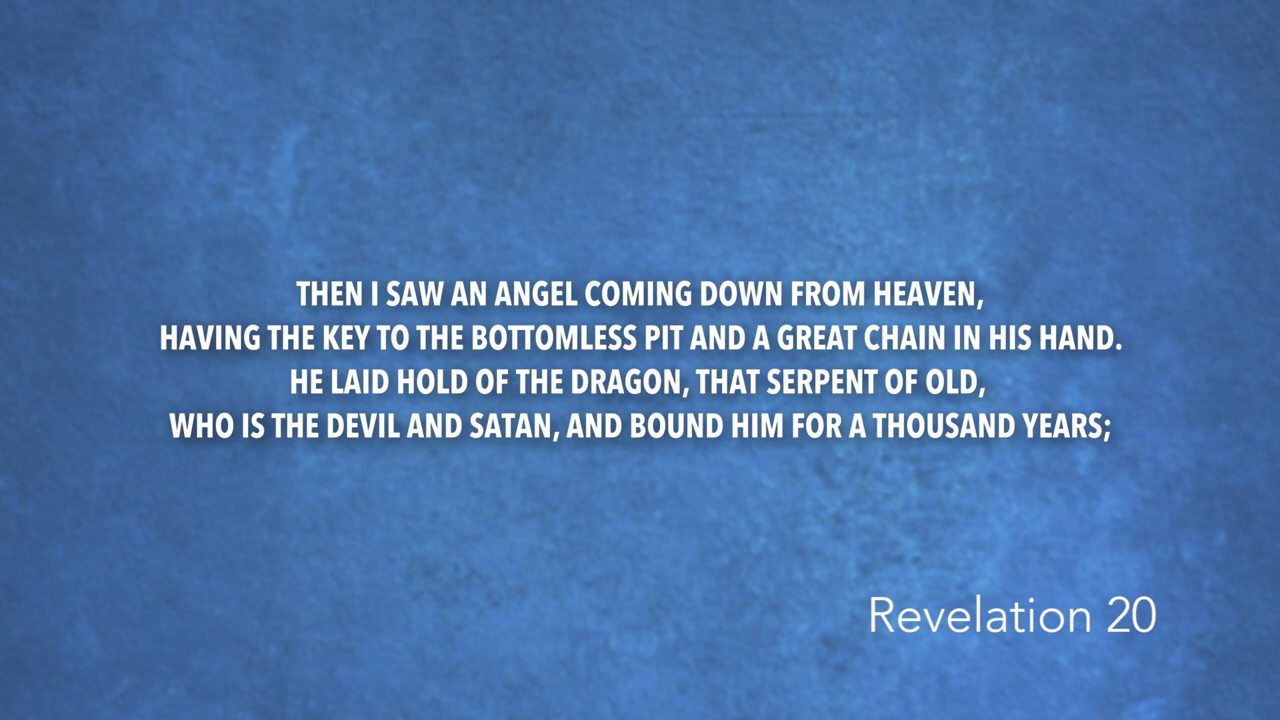 THEN I SAW AN ANGEL COMING DOWN FROM HEAVEN,
HAVING THE KEY TO THE BOTTOMLESS PIT AND A GREAT CHAIN IN HIS HAND.
HE LAID HOLD OF THE DRAGON, THAT SERPENT OF OLD,
WHO IS THE DEVIL AND SATAN, AND BOUND HIM FOR A THOUSAND YEARS;
Revelation 20